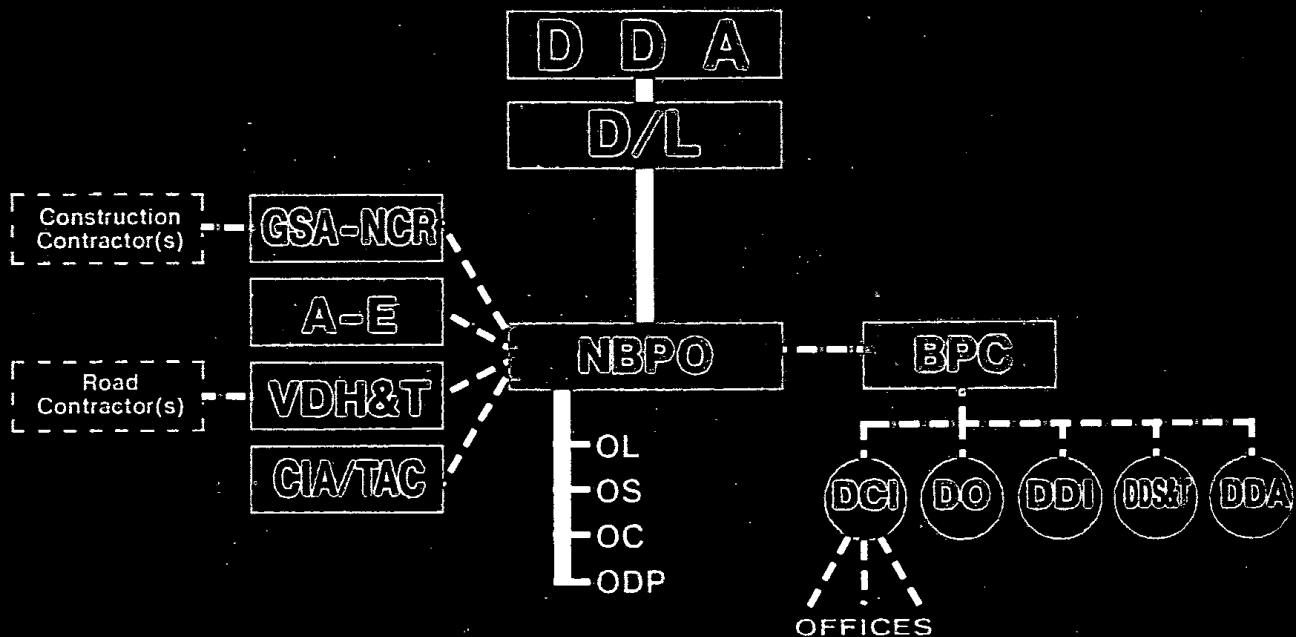 D D A
D/L
Construction
Contractor(s)
GSA-NCR
A-E
Road
Contractor(s)
VDH&T
CIA/TAC
NBPO
BPC
OL
OS
OC
ODP
DCI
DO
DDI
DDS&T
DDA
OFFICES